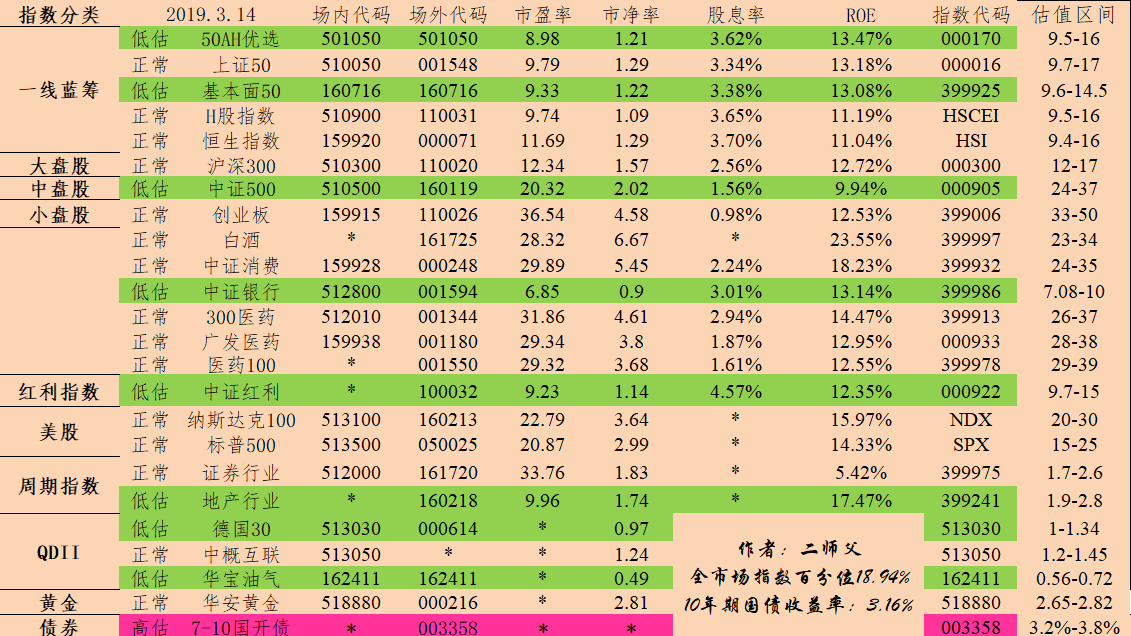 指数分类 2019.3.14 场内代码 场外代码 市盈率 市净率 股息率 ROE 指数代码 估值区间
低估 50AH优选 501050 501050 8.98 1.21 3.62% 13.47% 000170 9.5-16
正常 上证50 510050 001548 9.79 1.29 3.34% 13.18% 000016 9.7-17
一线蓝筹 低估 基本面50 160716 160716 9.33 1.22 3.38% 13.08% 399925 9.6-14.5
正常 H股指数 510900 110031 9.74 1.09 3.65% 11.19% HSCEI 9.5-16
正常 恒生指数 159920 000071 11.69 1.29 3.70% 11.04% HSI 9.4-16
大盘股 正常 沪深300 510300 110020 12.34 1.57 2.56% 12.72% 000300 12-17
中盘股 低估 中证500 510500 160119 20.32 2.02 1.56% 9.94% 000905 24-37
小盘股 正常 创业板 159915 110026 36.54 4.58 0.98% 12.53% 399006 33-50
正常 白酒 * 161725 28.32 6.67 * 23.55% 399997 23-34
正常 中证消费 159928 000248 29.89 5.45 2.24% 18.23% 399932 24-35
低估 中证银行 512800 001594 6.85 0.9 3.01% 13.14% 399986 7.08-10
正常 300医药 512010 001344 31.86 4.61 2.94% 14.47% 399913 26-37
正常 广发医药 159938 001180 29.34 3.8 1.87% 12.95% 000933 28-38
正常 医药100 * 001550 29.32 3.68 1.61% 12.55% 399978 29-39
红利指数 低估 中证红利 * 100032 9.23 1.14 4.57% 12.35% 000922 9.7-15
美股 正常 纳斯达克100 513100 160213 22.79 3.64 * 15.97% NDX 20-30
正常 标普500 513500 050025 20.87 2.99 * 14.33% SPX 15-25
周期指数 正常 证券行业 512000 161720 33.76 1.83 * 5.42% 399975 1.7-2.6
低估 地产行业 * 160218 9.96 1.74 * 17.47% 399241 1.9-2.8
低估 德国30 513030 000614 * 0.97 513030 1-1.34
QDII 正常 中概互联 513050 * * 1.24 513050 1.2-1.45
低估 华宝油气 162411 162411 * 0.49 162411 0.56-0.72
黄金 正常 华安黄金 518880 000216 * 2.81 518880 2.65-2.82
债券 高估 7-10国开债 * 003358 * * 003358 3.2%-3.8%
作者：二师父
全市场指数百分位18.94%
10年期国债收益率：3.16%